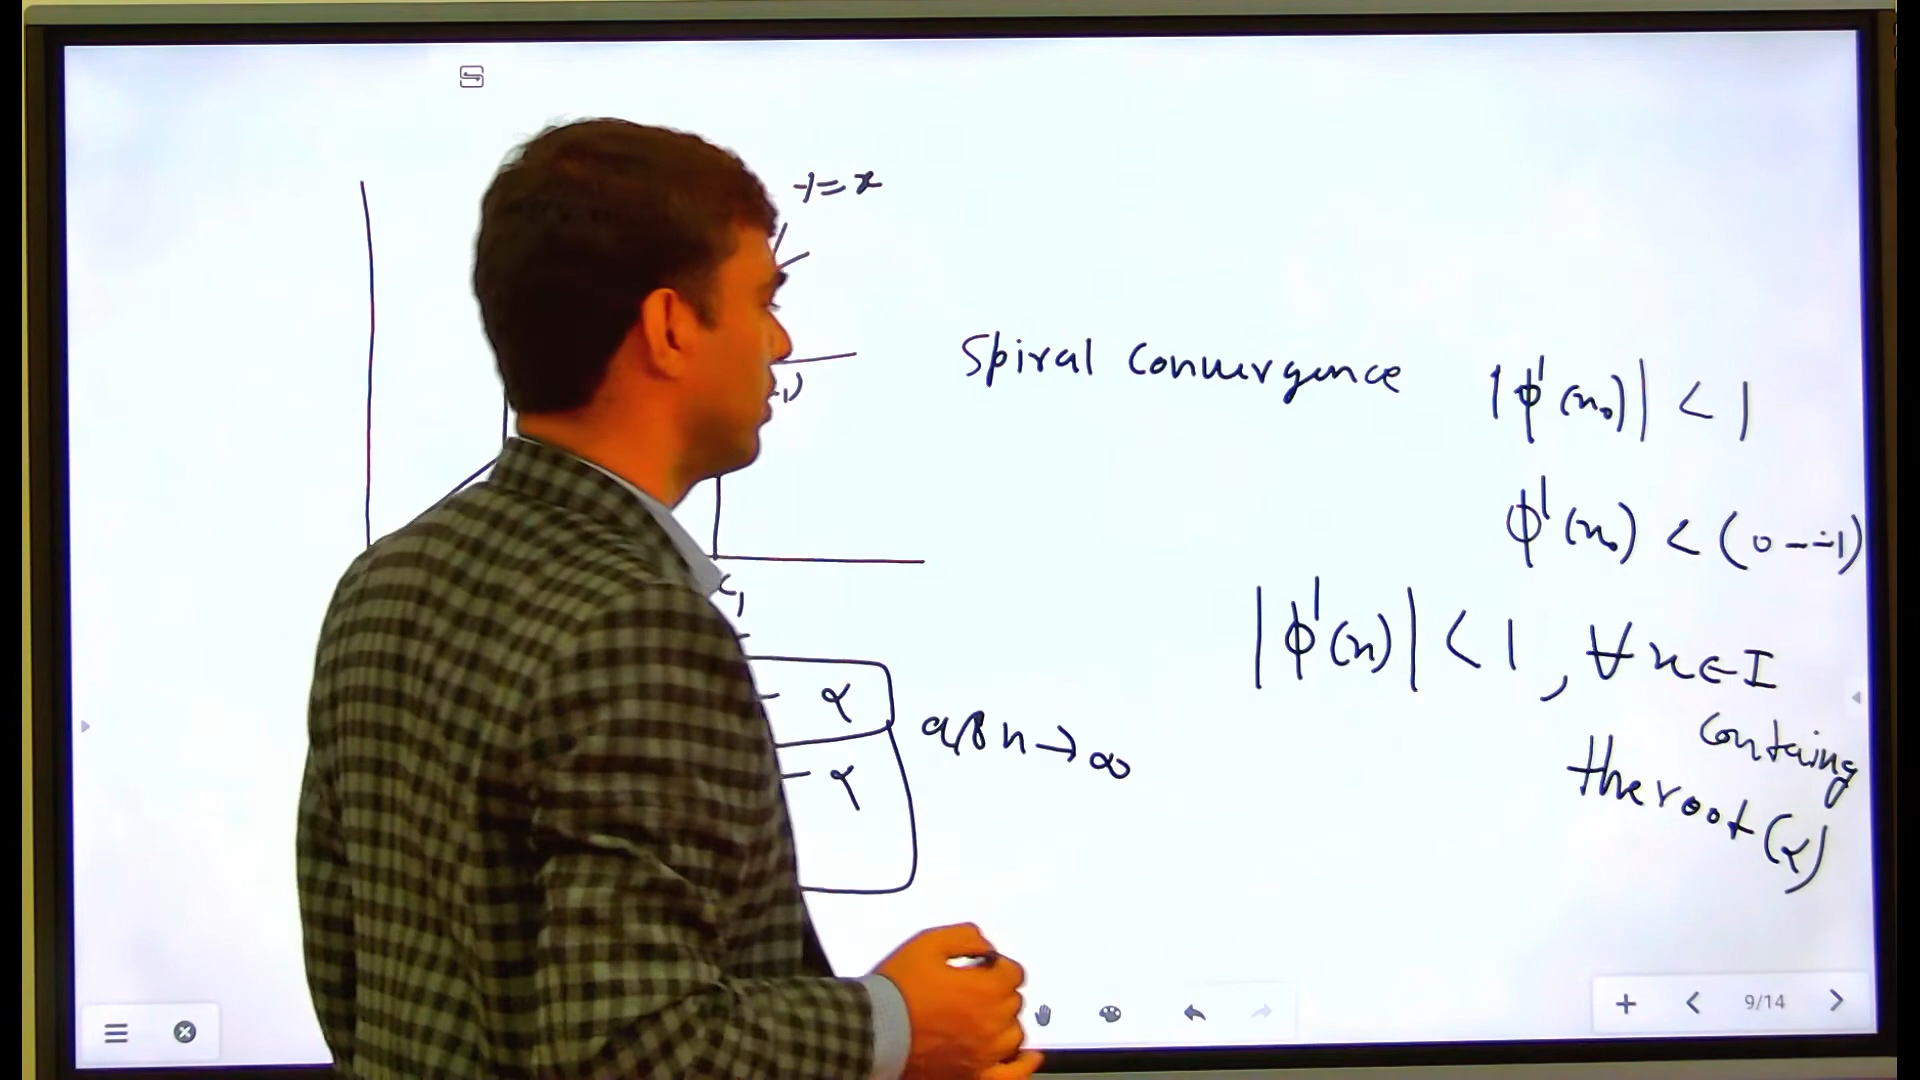 y = x
Spiral Convergence |ϕ'(x₀)| < 1
ϕ'(x₀) < (0 - -1)
|ϕ'(x)| < 1, ∀ x ∈ I
Containg
the root (α)
- α
as n → ∞
- α
9/14